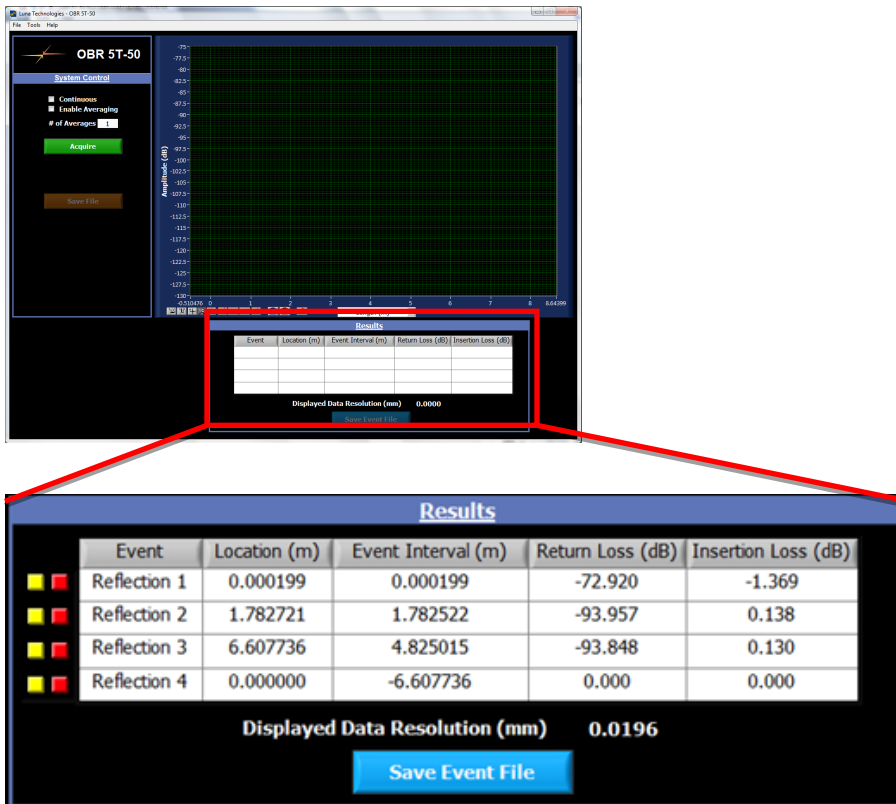 Luna Technologies - OBR 5T-50
File Tools Help
OBR 5T-50
System Control
Continuous
Enable Averaging
# of Averages 1
Acquire
Save File
Amplitude (dB)
-75
-77.5
-80
-82.5
-85
-87.5
-90
-92.5
-95
-97.5
-100
-102.5
-105
-107.5
-110
-112.5
-115
-117.5
-120
-122.5
-125
-127.5
-130
-0.510476 0 1 2 3 4 5 6 7 8 8.64399
Results
Event Location (m) Event Interval (m) Return Loss (dB) Insertion Loss (dB)
Displayed Data Resolution (mm) 0.0000
Save Event File
Results
Event Location (m) Event Interval (m) Return Loss (dB) Insertion Loss (dB)
Reflection 1 0.000199 0.000199 -72.920 -1.369
Reflection 2 1.782721 1.782522 -93.957 0.138
Reflection 3 6.607736 4.825015 -93.848 0.130
Reflection 4 0.000000 -6.607736 0.000 0.000
Displayed Data Resolution (mm) 0.0196
Save Event File